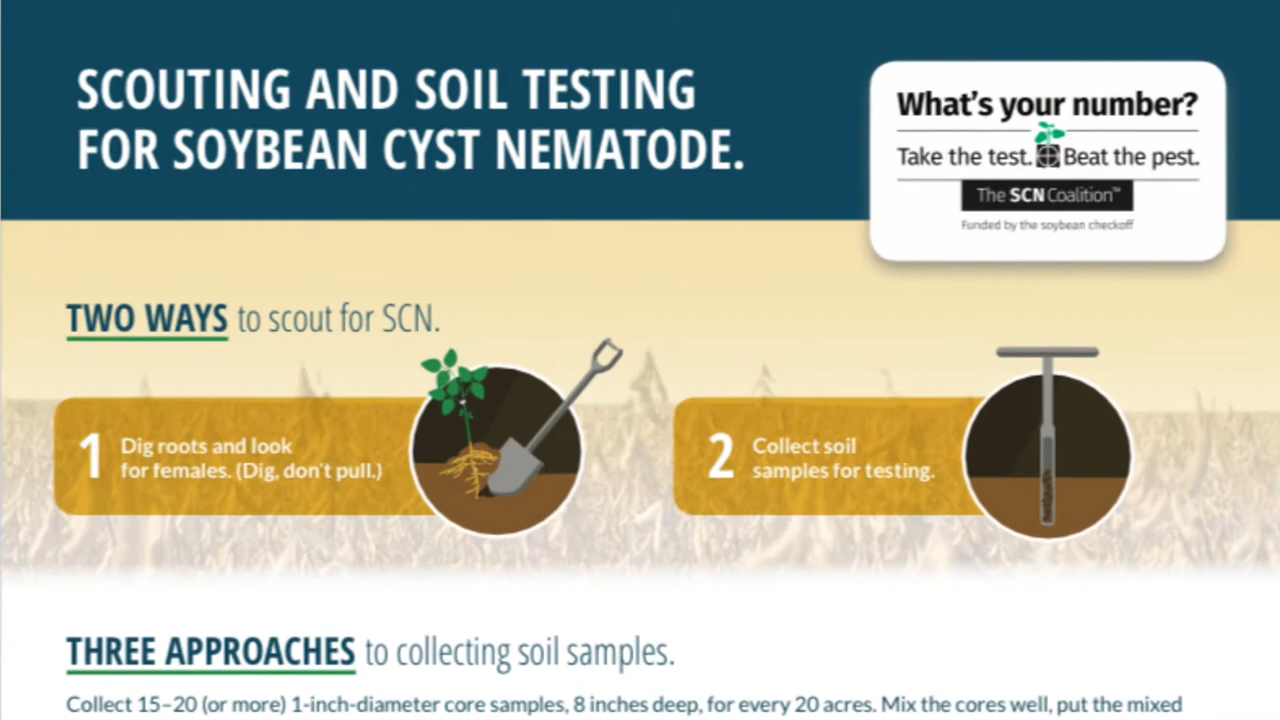 SCOUTING AND SOIL TESTING
FOR SOYBEAN CYST NEMATODE.
What's your number?
Take the test. Beat the pest.
The SCN Coalition™
Funded by the soybean checkoff
TWO WAYS to scout for SCN.
1 Dig roots and look
for females. (Dig, don't pull.)
2 Collect soil
samples for testing.
THREE APPROACHES to collecting soil samples.
Collect 15–20 (or more) 1-inch-diameter core samples, 8 inches deep, for every 20 acres. Mix the cores well, put the mixed